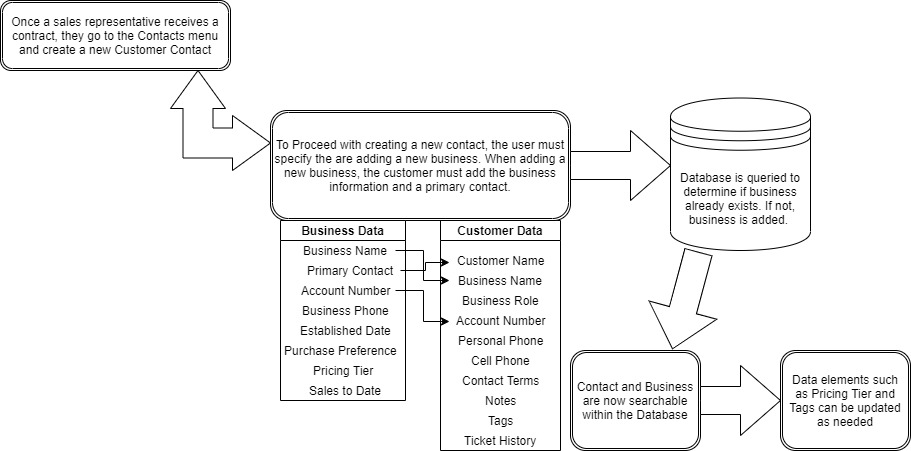 Once a sales representative receives a
contract, they go to the Contacts menu
and create a new Customer Contact
To Proceed with creating a new contact, the user must
specify the are adding a new business. When adding a
new business, the customer must add the business
information and a primary contact.
Database is queried to
determine if business
already exists. If not,
business is added.
Business Data
Business Name
Primary Contact
Account Number
Business Phone
Established Date
Purchase Preference
Pricing Tier
Sales to Date
Customer Data
Customer Name
Business Name
Business Role
Account Number
Personal Phone
Cell Phone
Contact Terms
Notes
Tags
Ticket History
Contact and Business
are now searchable
within the Database
Data elements such
as Pricing Tier and
Tags can be updated
as needed